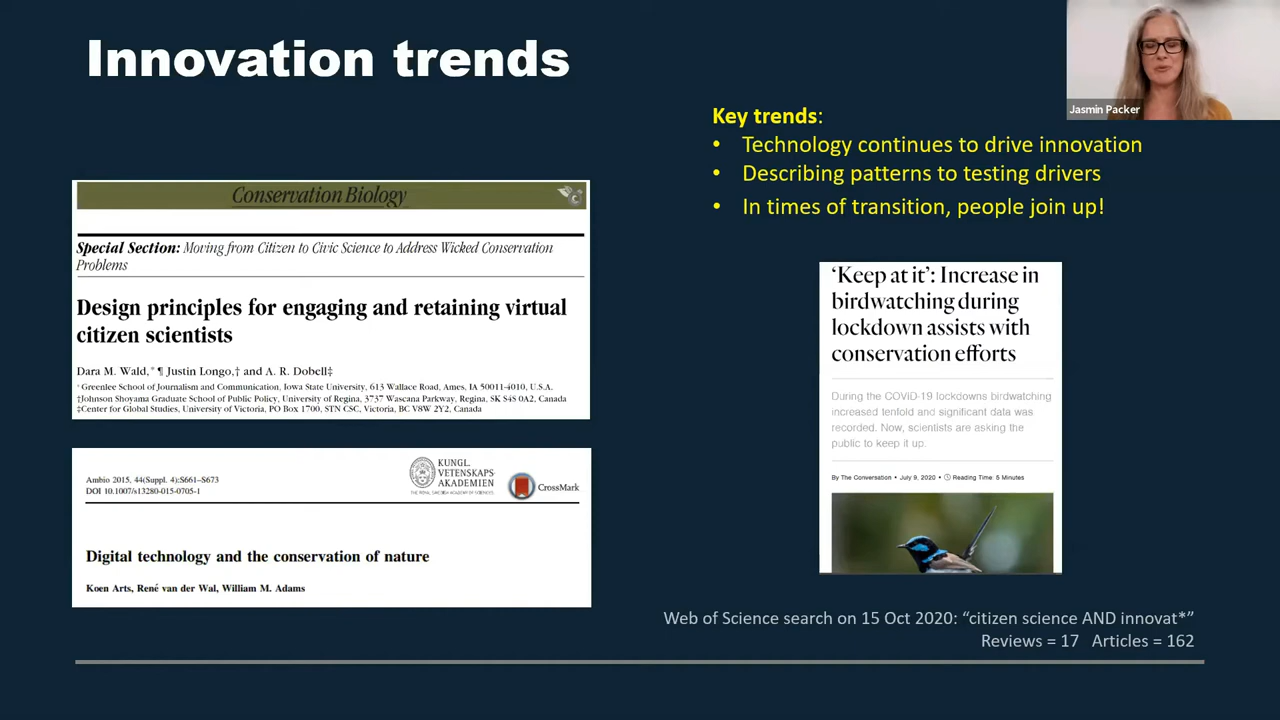 Innovation trends
Jasmin Packer
Key trends:
• Technology continues to drive innovation
• Describing patterns to testing drivers
• In times of transition, people join up!
Conservation Biology
Special Section: Moving from Citizen to Civic Science to Address Wicked Conservation
Problems
Design principles for engaging and retaining virtual
citizen scientists
Dara M. Wald,*¶ Justin Longo,† and A. R. Dobell‡
*Greenlee School of Journalism and Communication, Iowa State University, 613 Wallace Road, Ames, IA 50011-4010, U.S.A.
†Johnson Shoyama Graduate School of Public Policy, University of Regina, 3737 Wascana Parkway, Regina, SK S4S 0A2, Canada
‡Center for Global Studies, University of Victoria, PO Box 1700, STN CSC, Victoria, BC V8W 2Y2, Canada
Ambio 2015, 44(Suppl. 4):S661–S673
DOI 10.1007/s13280-015-0705-1
KUNGL.
VETENSKAPS
AKADEMIEN
THE ROYAL SWEDISH ACADEMY OF SCIENCES
CrossMark
Digital technology and the conservation of nature
Koen Arts, René van der Wal, William M. Adams
‘Keep at it’: Increase in
birdwatching during
lockdown assists with
conservation efforts
During the COVID-19 lockdowns birdwatching
increased tenfold and significant data was
recorded. Now, scientists are asking the
public to keep it up.
By The Conversation • July 9, 2020 • Reading Time: 5 Minutes
Web of Science search on 15 Oct 2020: “citizen science AND innovat*”
Reviews = 17 Articles = 162